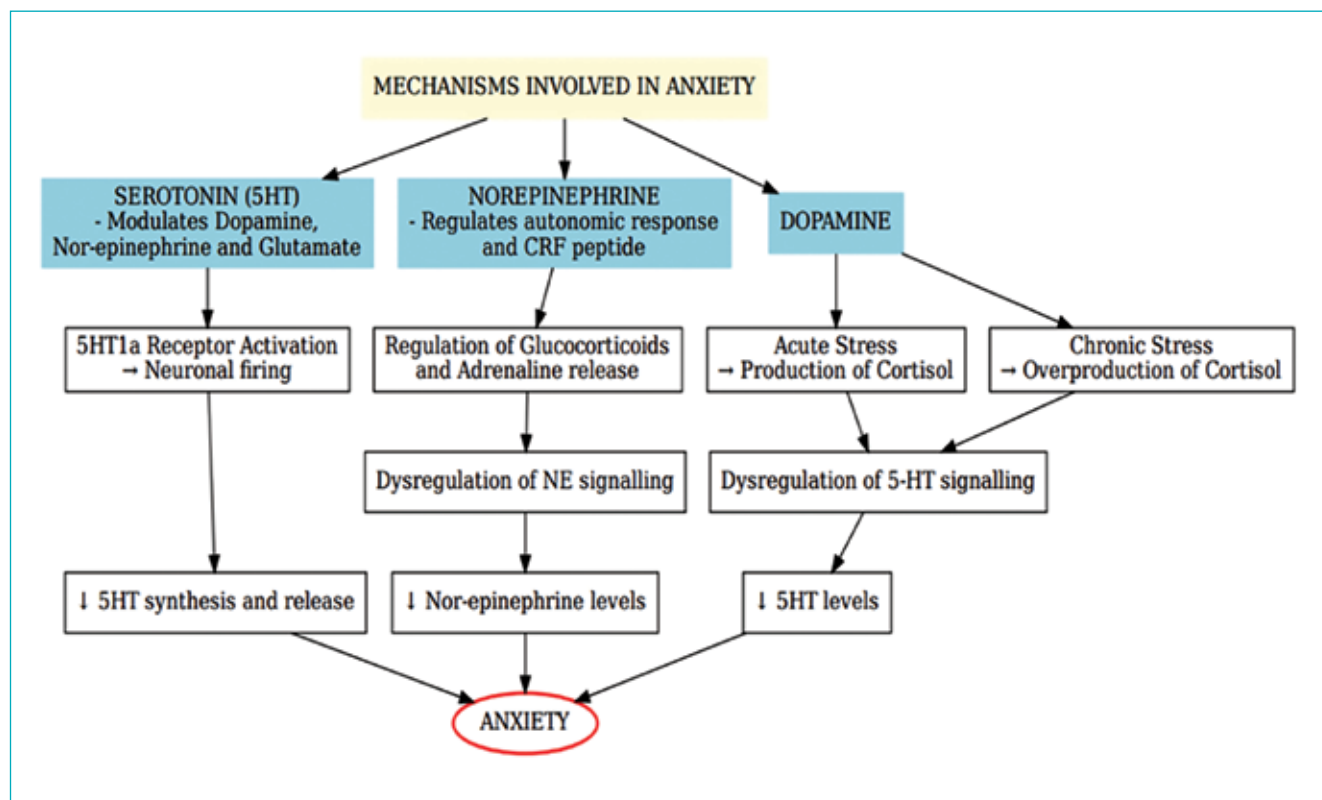 MECHANISMS INVOLVED IN ANXIETY
SEROTONIN (5HT)
- Modulates Dopamine,
Nor-epinephrine and Glutamate
NOREPINEPHRINE
- Regulates autonomic response
and CRF peptide
DOPAMINE
5HT1a Receptor Activation
→ Neuronal firing
Regulation of Glucocorticoids
and Adrenaline release
Acute Stress
→ Production of Cortisol
Chronic Stress
→ Overproduction of Cortisol
Dysregulation of NE signalling
Dysregulation of 5-HT signalling
↓ 5HT synthesis and release
↓ Nor-epinephrine levels
↓ 5HT levels
ANXIETY